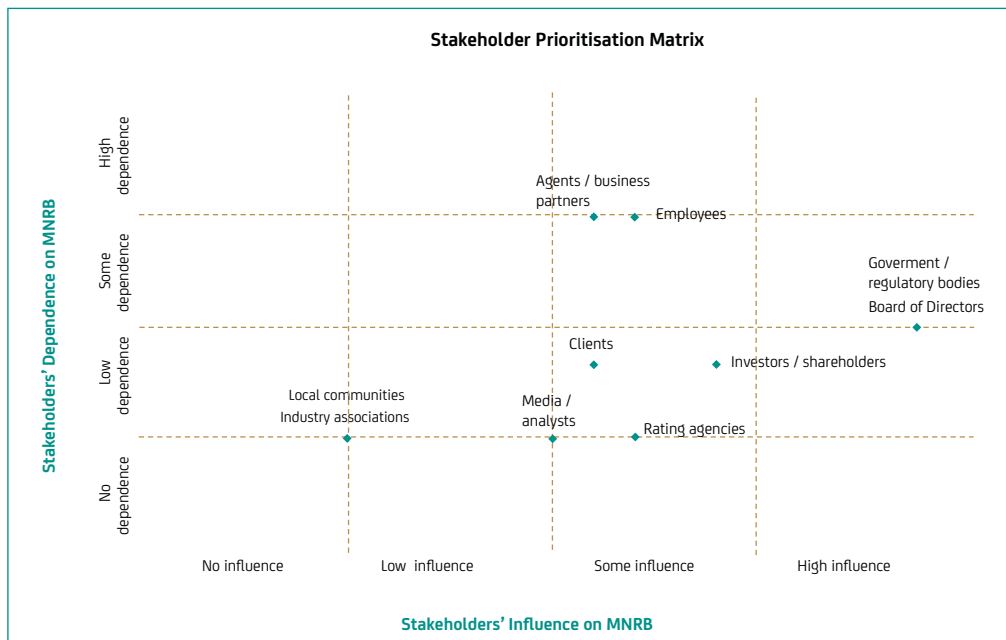 Stakeholder Prioritisation Matrix
Stakeholders' Dependence on MNRB
High
dependence
Some
dependence
Low
dependence
No
dependence
Agents / business
partners
Employees
Goverment /
regulatory bodies
Board of Directors
Clients
Investors / shareholders
Local communities
Industry associations
Media /
analysts
Rating agencies
No influence
Low influence
Some influence
High influence
Stakeholders' Influence on MNRB